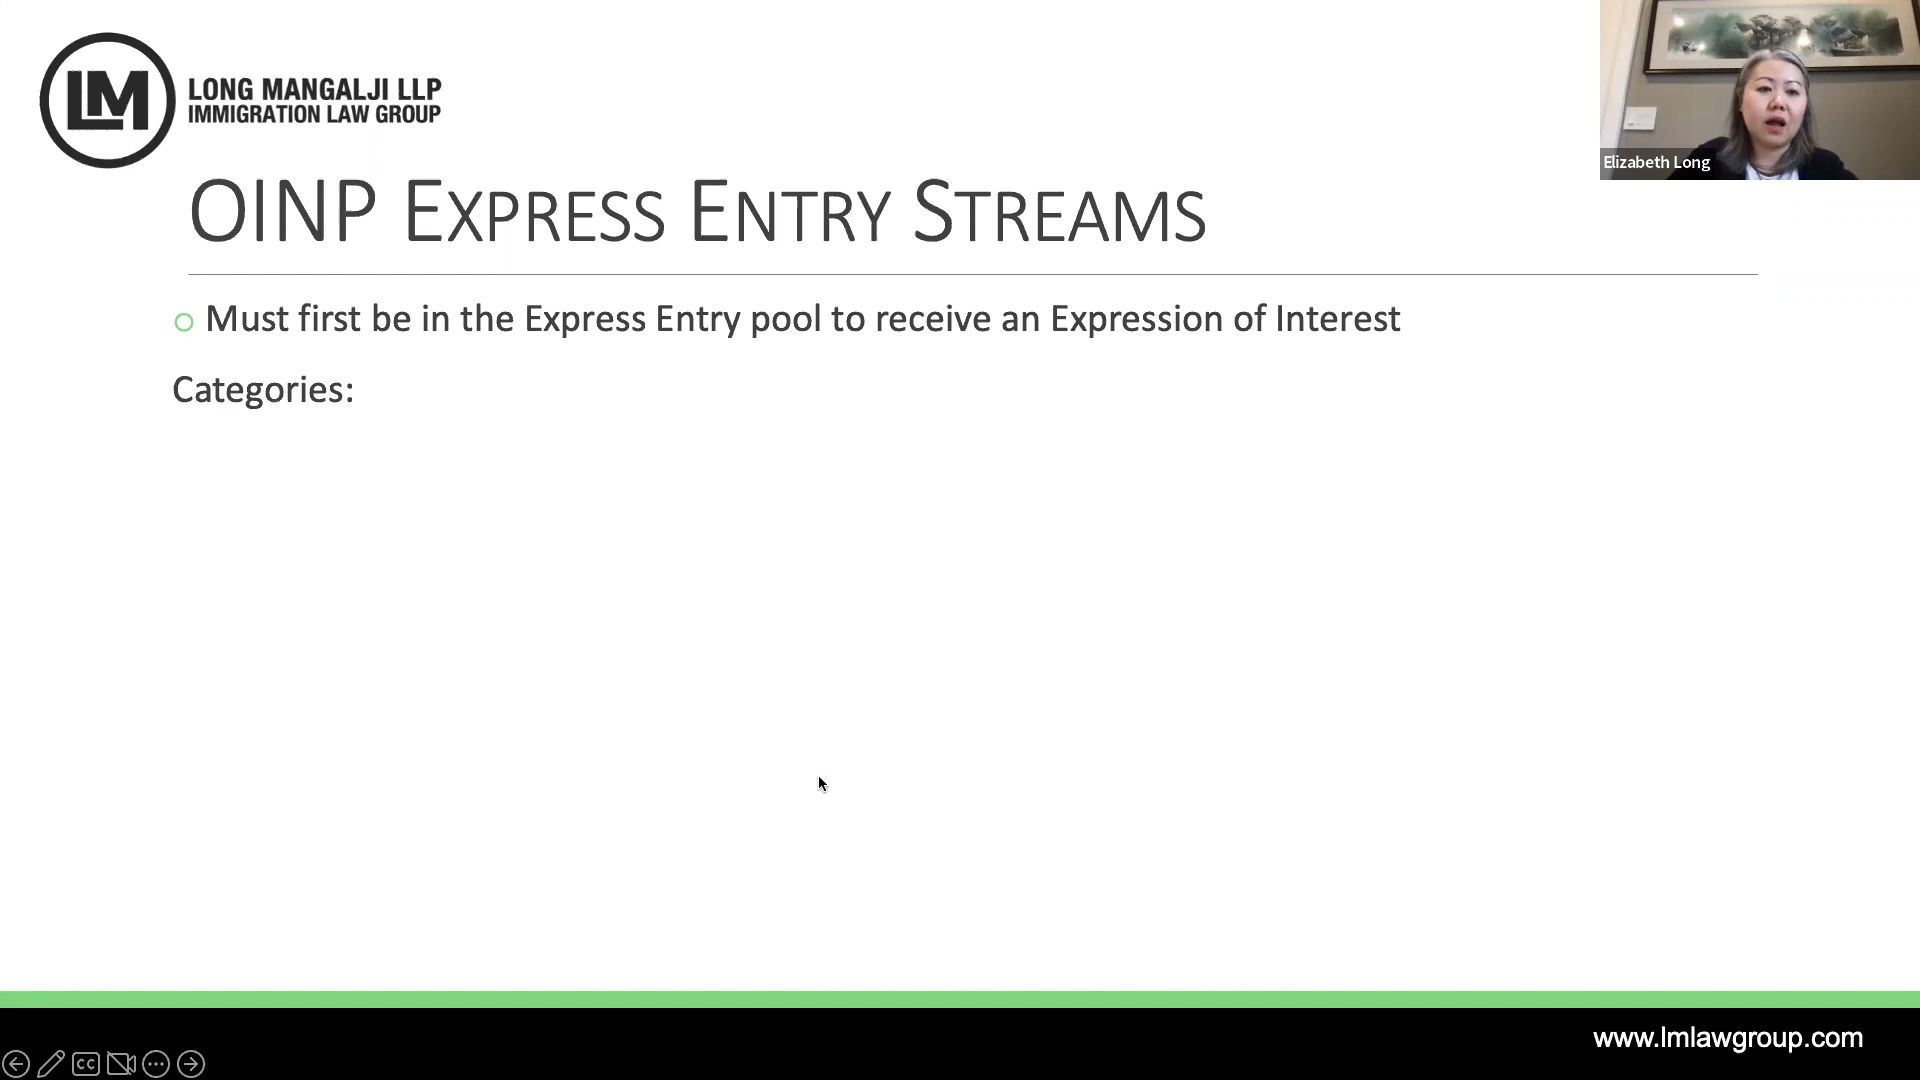 LM
LONG MANGALJI LLP
IMMIGRATION LAW GROUP
Elizabeth Long
OINP EXPRESS ENTRY STREAMS
Must first be in the Express Entry pool to receive an Expression of Interest
Categories:
www.lmlawgroup.com
CC